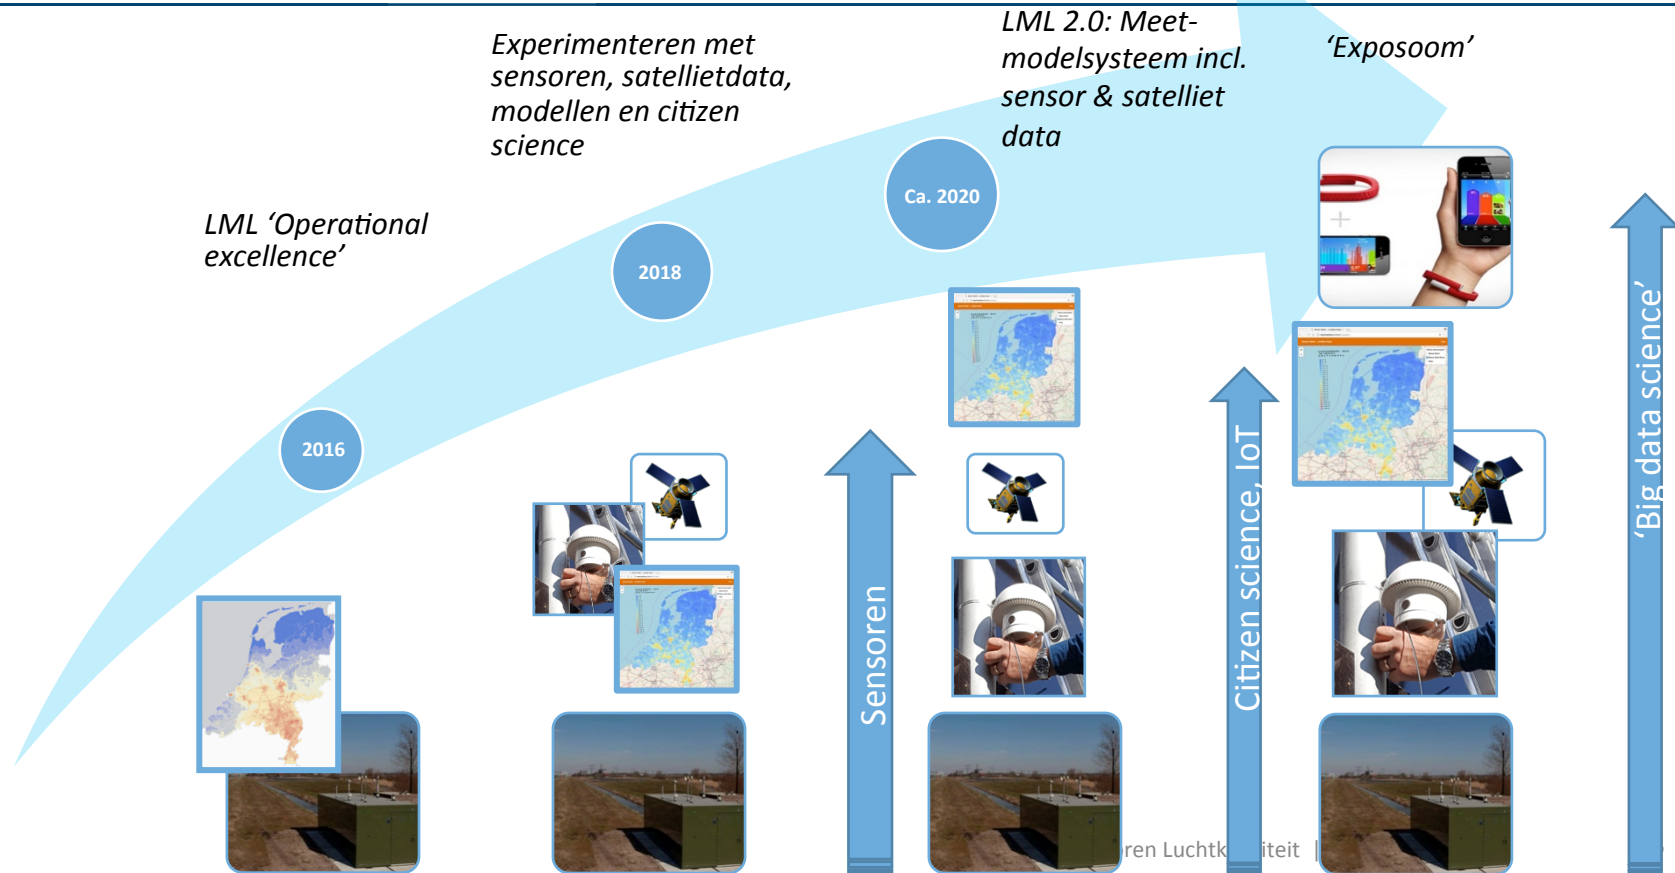 LML 2.0: Meet-
modelsysteem incl.
sensor & satelliet
data
‘Exposoom’
Experimenteren met
sensoren, satellietdata,
modellen en citizen
science
LML ‘Operational
excellence’
Ca. 2020
2018
2016
Sensoren
Citizen science, IoT
‘Big data science’